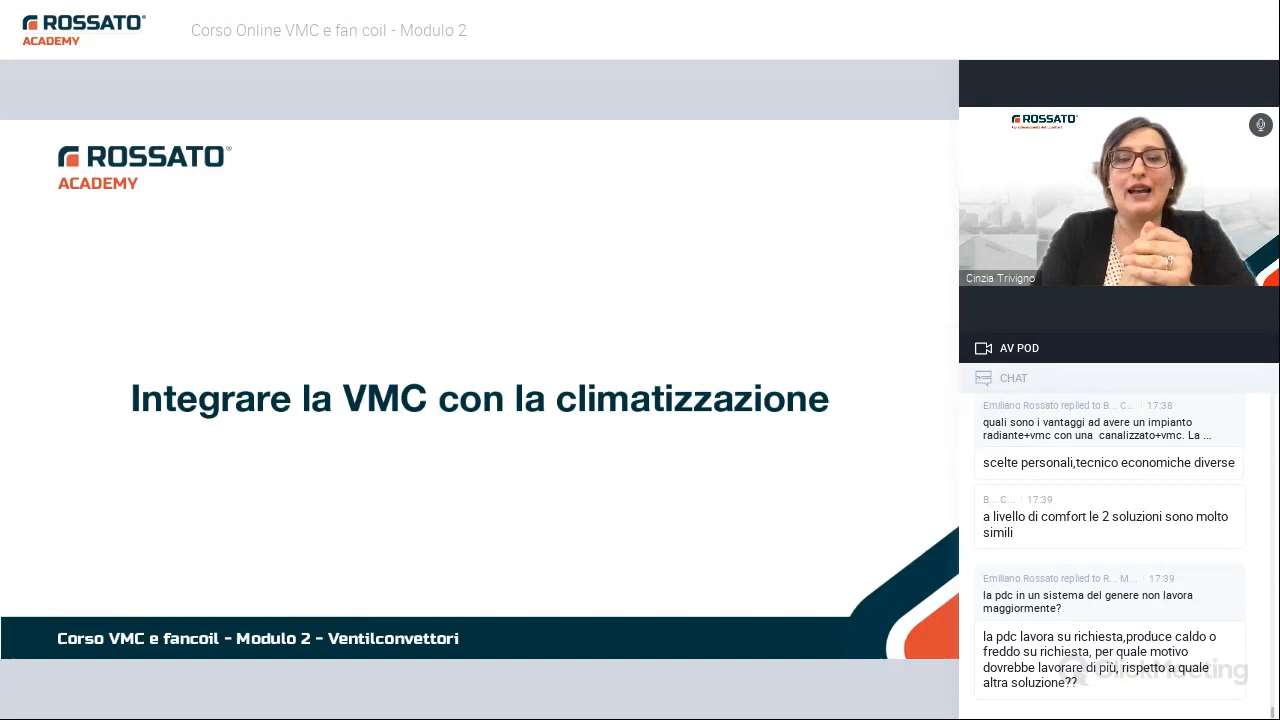 ROSSATO®
ACADEMY
Corso Online VMC e fan coil - Modulo 2
ROSSATO®
ACADEMY
Integrare la VMC con la climatizzazione
Corso VMC e fancoil - Modulo 2 - Ventilconvettori
ROSSATO
Cinzia Trivigno
AV POD
CHAT
Emiliano Rossato replied to B... C... 17:38
quali sono i vantaggi ad avere un impianto
radiante+vmc con una canalizzato+vmc. La ...
scelte personali,tecnico economiche diverse
B... C... 17:39
a livello di comfort le 2 soluzioni sono molto
simili
Emiliano Rossato replied to R... M... 17:39
la pdc in un sistema del genere non lavora
maggiormente?
la pdc lavora su richiesta,produce caldo o
freddo su richiesta, per quale motivo
dovrebbe lavorare di più, rispetto a quale
altra soluzione??
ClickMeeting